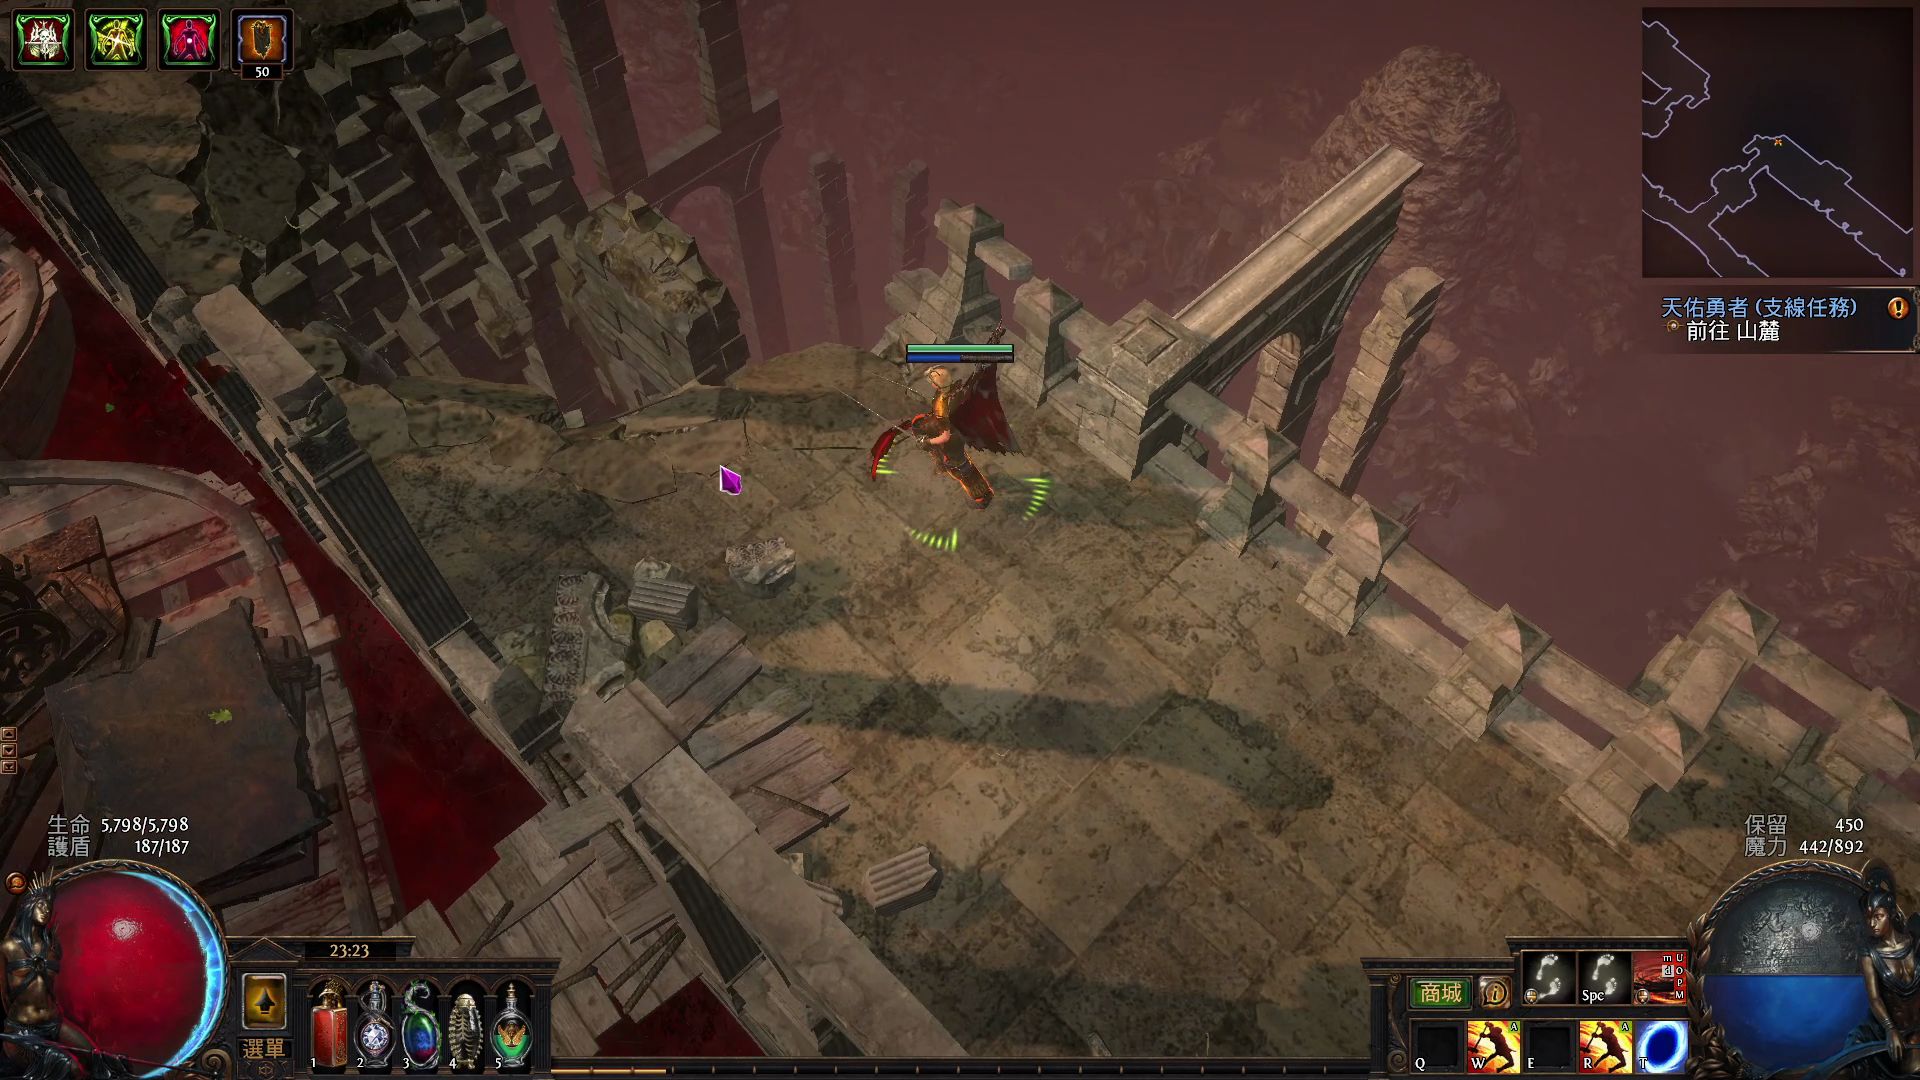 50
天佑勇者 (支線任務)
前往 山麓
生命 5,798/5,798
護盾 187/187
保留 450
魔力 442/892
23:23
選單
1
2
3
4
5
商城
Spc
m U
d O
P
M
Q
W
A
E
R
A
T